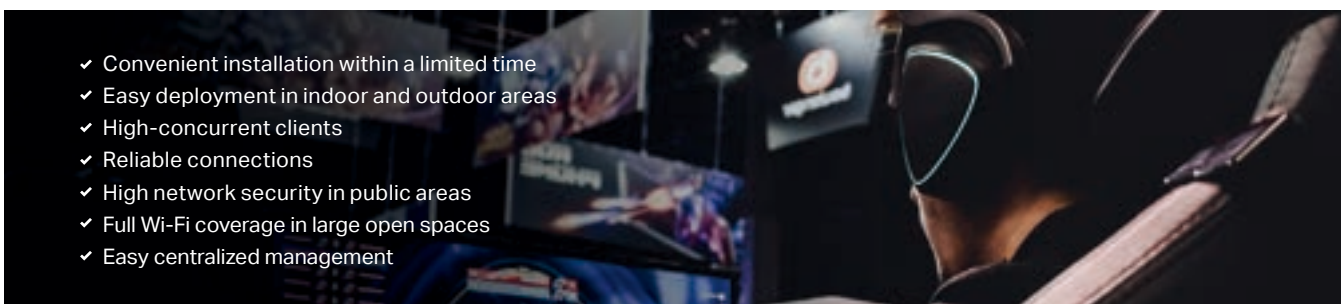 Convenient installation within a limited time
Easy deployment in indoor and outdoor areas
High-concurrent clients
Reliable connections
High network security in public areas
Full Wi-Fi coverage in large open spaces
Easy centralized management